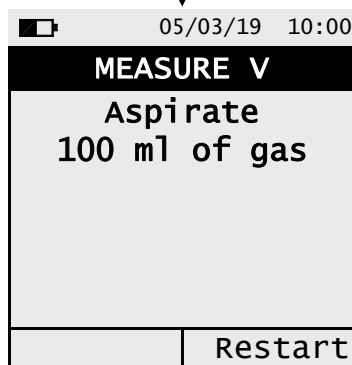 05/03/19 10:00
MEASURE V
Aspirate
100 ml of gas
Restart